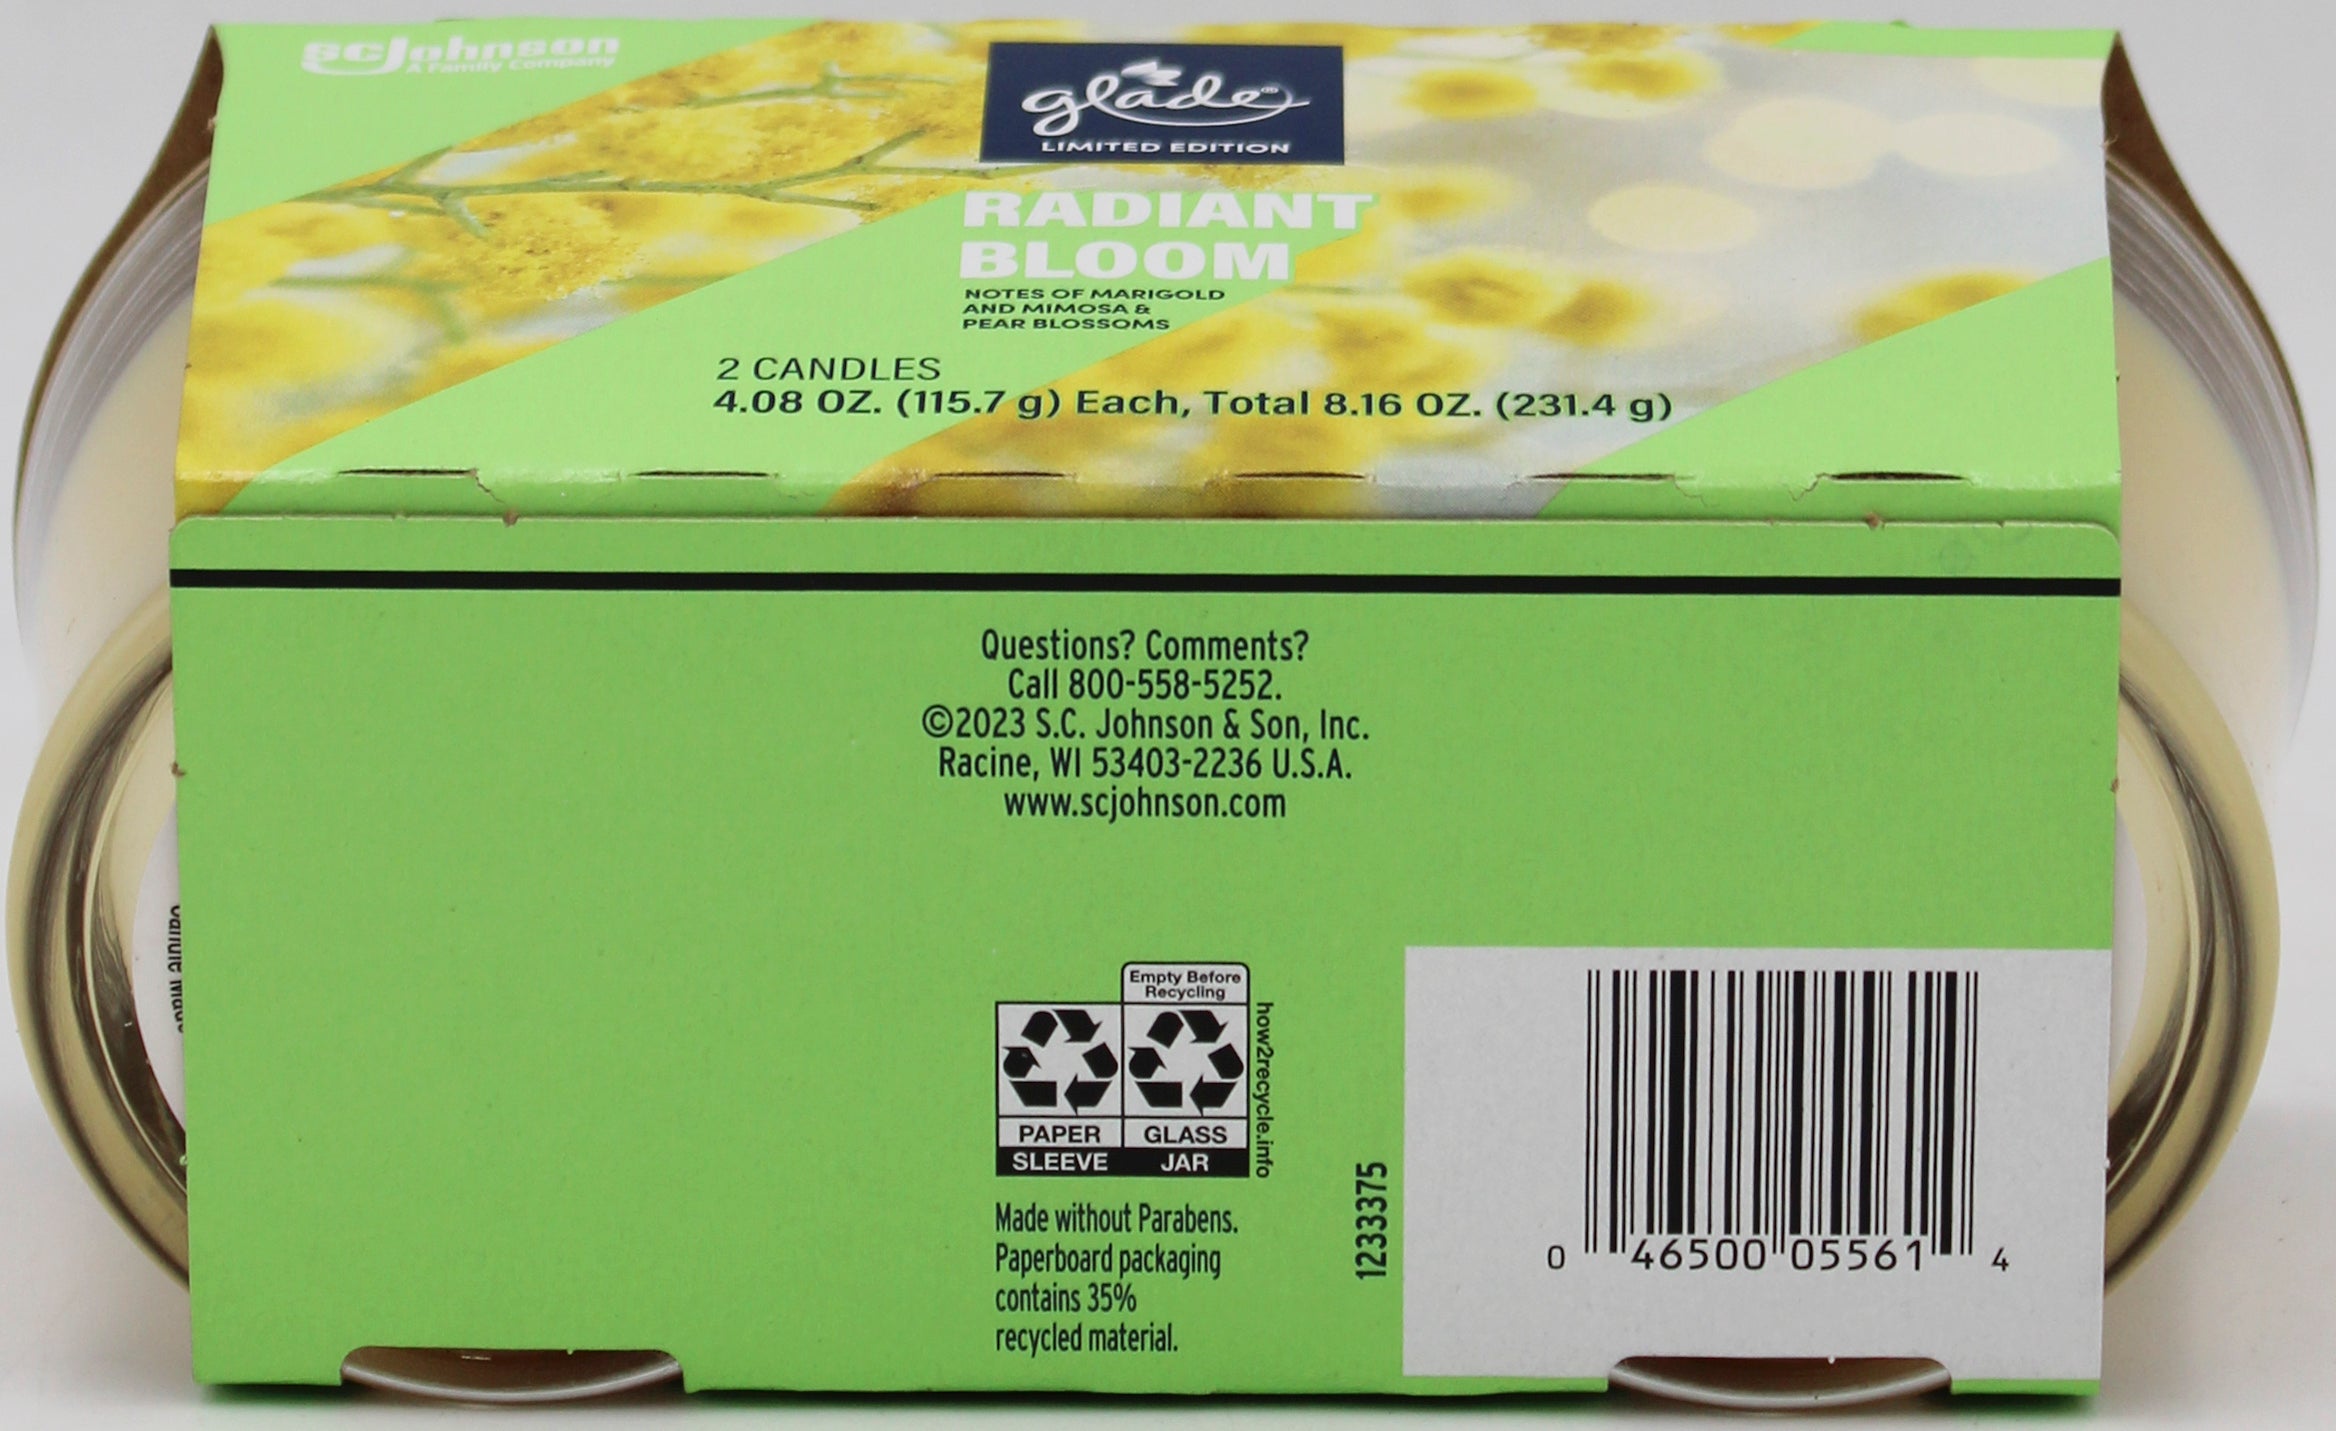 scjohnson
A Family Company
glade®
LIMITED EDITION
RADIANT
BLOOM
NOTES OF MARIGOLD
AND MIMOSA &
PEAR BLOSSOMS
2 CANDLES
4.08 OZ. (115.7 g) Each, Total 8.16 OZ. (231.4 g)
Questions? Comments?
Call 800-558-5252.
©2023 S.C. Johnson & Son, Inc.
Racine, WI 53403-2236 U.S.A.
www.scjohnson.com
Empty Before
Recycling
PAPER
SLEEVE
GLASS
JAR
how2recycle.info
Made without Parabens.
Paperboard packaging
contains 35%
recycled material.
1233375
0 46500 05561 4